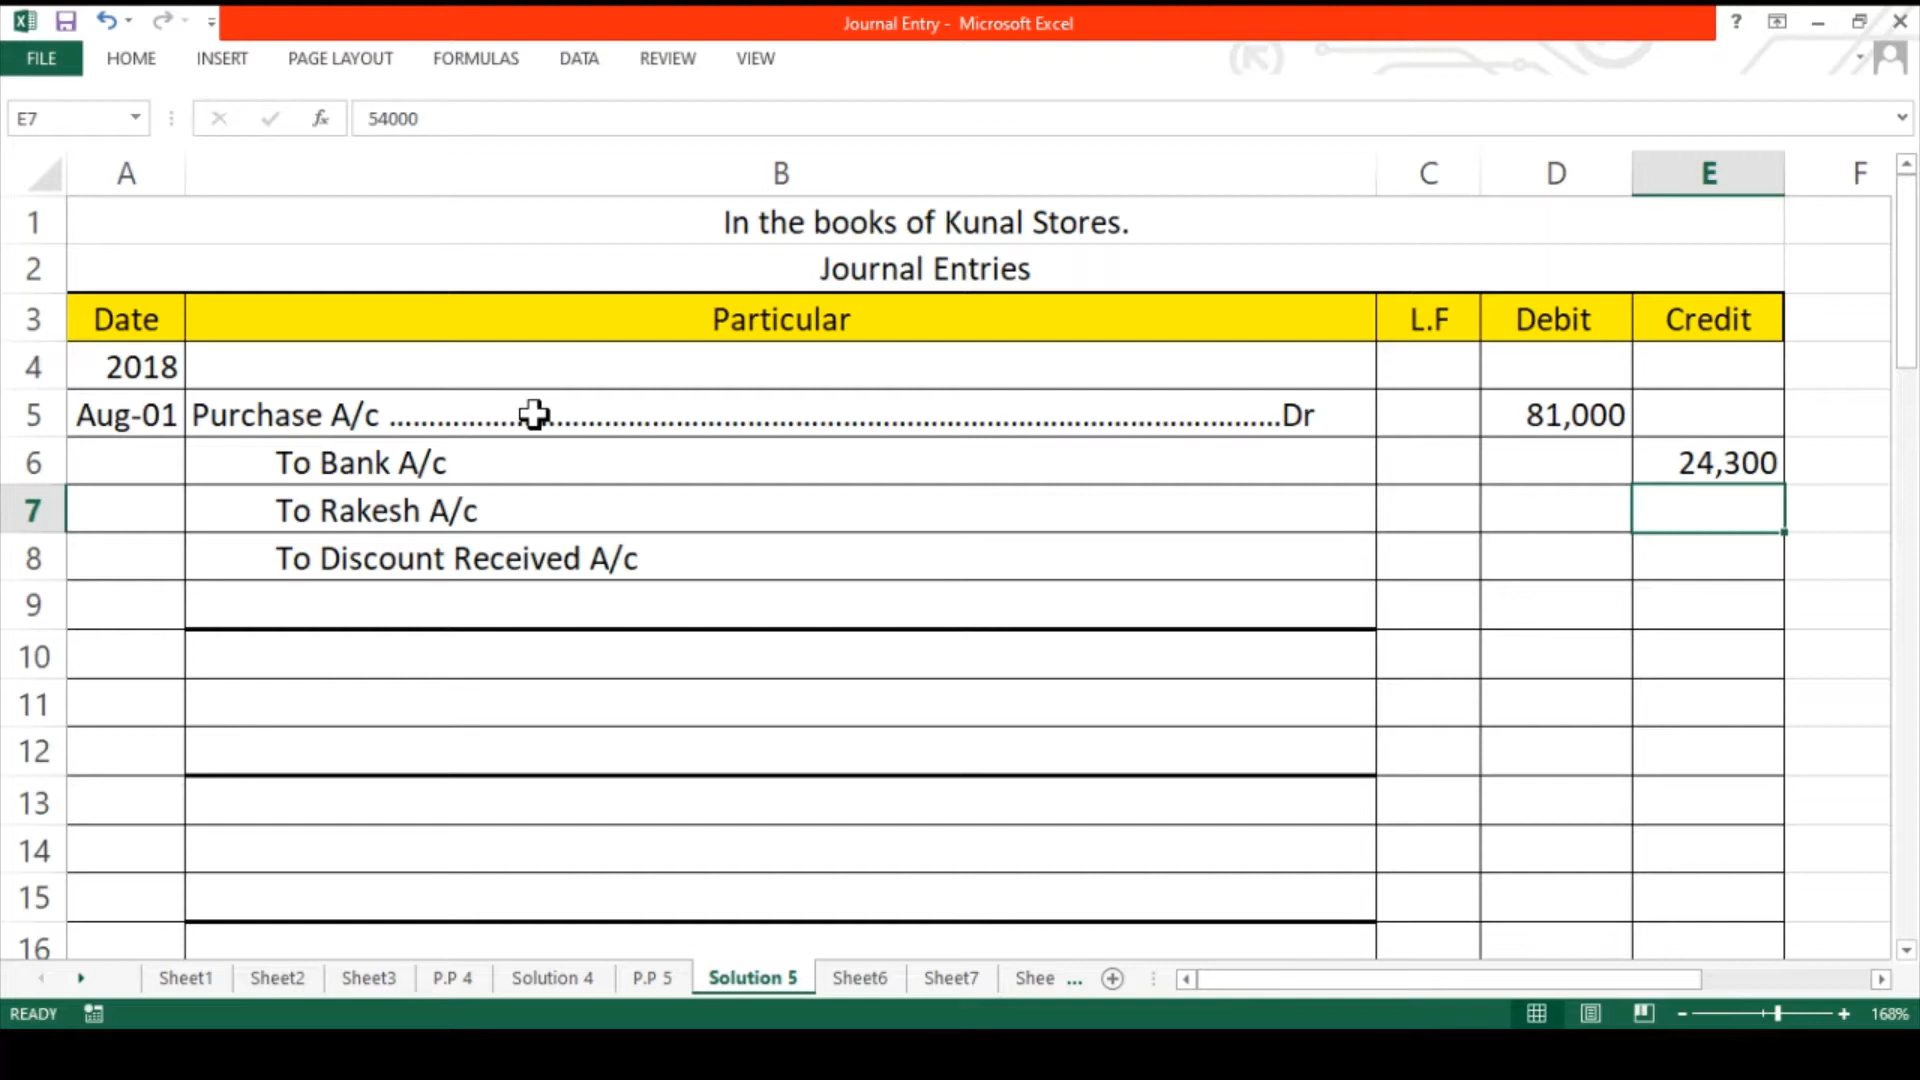 Journal Entry - Microsoft Excel
?
FILE HOME INSERT PAGE LAYOUT FORMULAS DATA REVIEW VIEW
E7 fx 54000
A B C D E F
1 In the books of Kunal Stores.
2 Journal Entries
3 Date Particular L.F Debit Credit
4 2018
5 Aug-01 Purchase A/c ........................................................................................................Dr 81,000
6 To Bank A/c 24,300
7 To Rakesh A/c
8 To Discount Received A/c
9
10
11
12
13
14
15
16
Sheet1 Sheet2 Sheet3 P.P 4 Solution 4 P.P 5 Solution 5 Sheet6 Sheet7 Shee ...
READY 168%